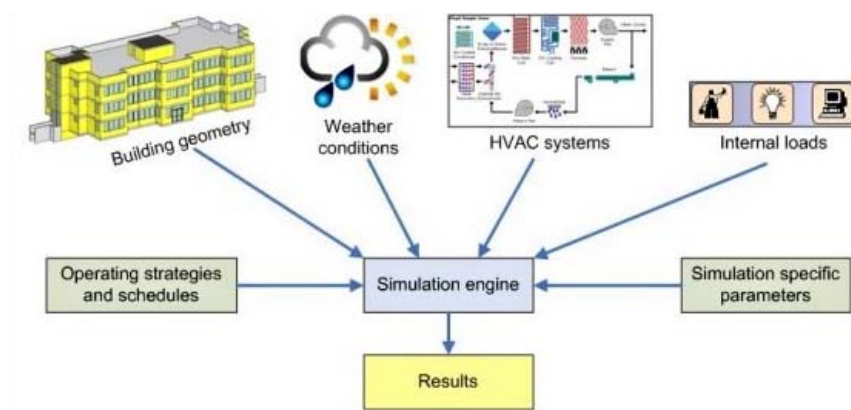 Building geometry
Weather
conditions
HVAC systems
Internal loads
Operating strategies
and schedules
Simulation engine
Simulation specific
parameters
Results